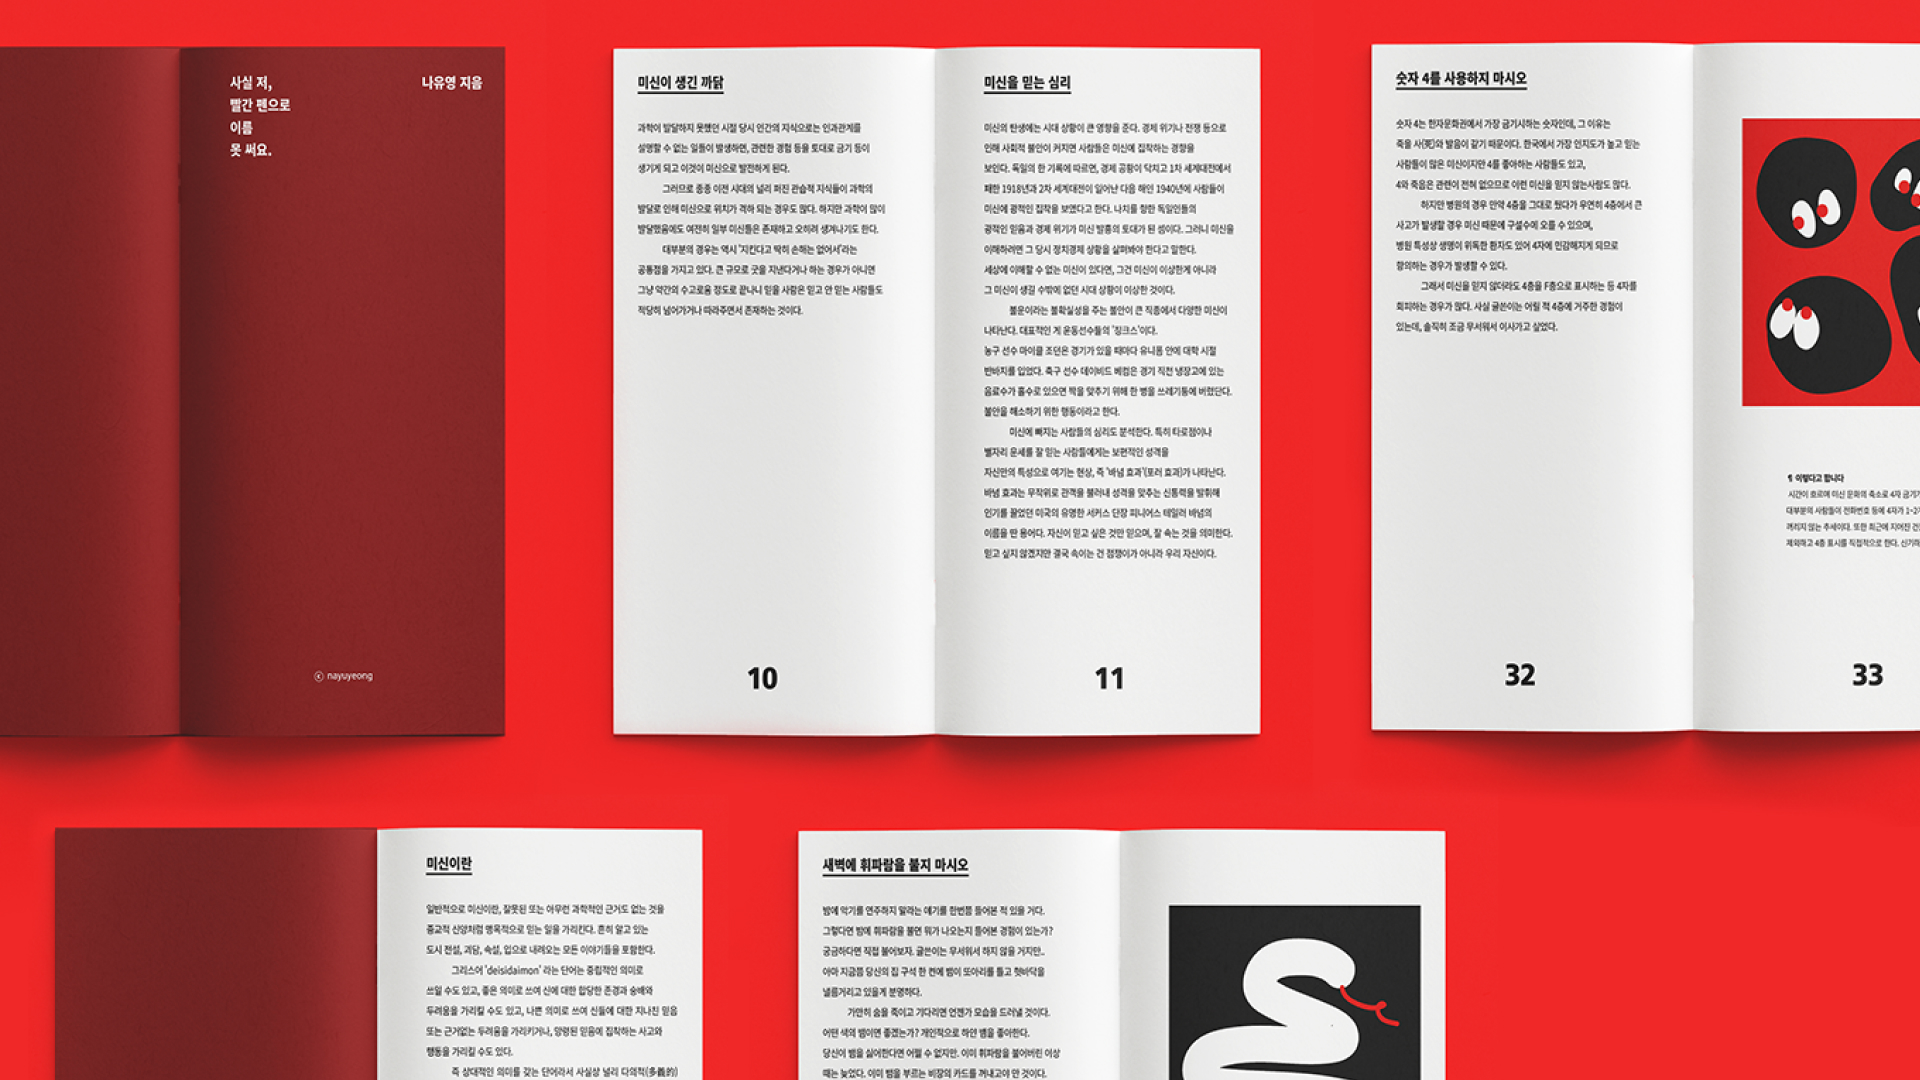 사실 저,
빨간 펜으로
이름
못 써요.
나유영 지음
ⓒ nayuyeong
미신이 생긴 까닭
과학이 발달하지 못했던 시절 당시 인간의 지식으로는 인과관계를
설명할 수 없는 일들이 발생하면, 관련한 경험 등을 토대로 금기 등이
생기게 되고 이것이 미신으로 발전하게 된다.
그러므로 종종 이전 시대의 널리 퍼진 관습적 지식들이 과학의
발달로 인해 미신으로 위치가 격하 되는 경우도 많다. 하지만 과학이 많이
발달했음에도 여전히 일부 미신들은 존재하고 오히려 생겨나기도 한다.
대부분의 경우는 역시 '지킨다고 딱히 손해는 없어서'라는
공통점을 가지고 있다. 큰 규모로 굿을 지낸다거나 하는 경우가 아니면
그냥 약간의 수고로움 정도로 끝나니 믿을 사람은 믿고 안 믿는 사람들도
적당히 넘어가거나 따라주면서 존재하는 것이다.
10
미신을 믿는 심리
미신의 탄생에는 시대 상황이 큰 영향을 준다. 경제 위기나 전쟁 등으로
인해 사회적 불안이 커지면 사람들은 미신에 집착하는 경향을
보인다. 독일의 한 기록에 따르면, 경제 공황이 닥치고 1차 세계대전에서
패한 1918년과 2차 세계대전이 일어난 다음 해인 1940년에 사람들이
미신에 광적인 집착을 보였다고 한다. 나치를 향한 독일인들의
광적인 믿음과 경제 위기가 미신 발흥의 토대가 된 셈이다. 그러니 미신을
이해하려면 그 당시 정치경제 상황을 살펴봐야 한다고 말한다.
세상에 이해할 수 없는 미신이 있다면, 그건 미신이 이상한게 아니라
그 미신이 생길 수밖에 없던 시대 상황이 이상한 것이다.
불운이라는 불확실성을 주는 불안이 큰 직종에서 다양한 미신이
나타난다. 대표적인 게 운동선수들의 '징크스'이다.
농구 선수 마이클 조던은 경기가 있을 때마다 유니폼 안에 대학 시절
반바지를 입었다. 축구 선수 데이비드 베컴은 경기 직전 냉장고에 있는
음료수가 홀수로 있으면 짝을 맞추기 위해 한 병을 쓰레기통에 버렸단다.
불안을 해소하기 위한 행동이라고 한다.
미신에 빠지는 사람들의 심리도 분석한다. 특히 타로점이나
별자리 운세를 잘 믿는 사람들에게는 보편적인 성격을
자신만의 특성으로 여기는 현상, 즉 '바넘 효과'(포러 효과)가 나타난다.
바넘 효과는 무작위로 관객을 불러내 성격을 맞추는 신통력을 발휘해
인기를 끌었던 미국의 유명한 서커스 단장 피니어스 테일러 바넘의
이름을 딴 용어다. 자신이 믿고 싶은 것만 믿으며, 잘 속는 것을 의미한다.
믿고 싶지 않겠지만 결국 속이는 건 점쟁이가 아니라 우리 자신이다.
11
숫자 4를 사용하지 마시오
숫자 4는 한자문화권에서 가장 금기시하는 숫자인데, 그 이유는
죽을 사(死)와 발음이 같기 때문이다. 한국에서 가장 인지도가 높고 믿는
사람들이 많은 미신이지만 4를 좋아하는 사람들도 있고,
4와 죽음은 관련이 전혀 없으므로 이런 미신을 믿지 않는사람도 많다.
하지만 병원의 경우 만약 4층을 그대로 뒀다가 우연히 4층에서 큰
사고가 발생할 경우 미신 때문에 구설수에 오를 수 있으며,
병원 특성상 생명이 위독한 환자도 있어 4자에 민감해지게 되므로
항의하는 경우가 발생할 수 있다.
그래서 미신을 믿지 않더라도 4층을 F층으로 표시하는 등 4자를
회피하는 경우가 많다. 사실 글쓴이는 어릴 적 4층에 거주한 경험이
있는데, 솔직히 조금 무서워서 이사가고 싶었다.
32
¶ 이렇다고 합니다
시간이 흐르며 미신 문화의 축소로 4자 금기가
대부분의 사람들이 전화번호 등에 4자가 1~2
꺼리지 않는 추세이다. 또한 최근에 지어진 건
제외하고 4층 표시를 직접적으로 한다. 신기하
33
미신이란
일반적으로 미신이란, 잘못된 또는 아무런 과학적인 근거도 없는 것을
종교적 신앙처럼 맹목적으로 믿는 일을 가리킨다. 흔히 알고 있는
도시 전설, 괴담, 속설, 입으로 내려오는 모든 이야기들을 포함한다.
그리스어 'deisidaimon' 라는 단어는 중립적인 의미로
쓰일 수도 있고, 좋은 의미로 쓰여 신에 대한 합당한 존경과 숭배와
두려움을 가리킬 수도 있고, 나쁜 의미로 쓰여 신들에 대한 지나친 믿음
또는 근거없는 두려움을 가리키거나, 망령된 믿음에 집착하는 사고와
행동을 가리킬 수도 있다.
즉 상대적인 의미를 갖는 단어라서 사실상 널리 다의적(多義的)
새벽에 휘파람을 불지 마시오
밤에 악기를 연주하지 말라는 얘기를 한번쯤 들어본 적 있을 거다.
그렇다면 밤에 휘파람을 불면 뭐가 나오는지 들어본 경험이 있는가?
궁금하다면 직접 불어보자. 글쓴이는 무서워서 하지 않을 거지만..
아마 지금쯤 당신의 집 구석 한 켠에 뱀이 또아리를 틀고 혓바닥을
낼름거리고 있을게 분명하다.
가만히 숨을 죽이고 기다리면 언젠가 모습을 드러낼 것이다.
어떤 색의 뱀이면 좋겠는가? 개인적으로 하얀 뱀을 좋아한다.
당신이 뱀을 싫어한다면 어쩔 수 없지만. 이미 휘파람을 불어버린 이상
때는 늦었다. 이미 뱀을 부르는 비장의 카드를 꺼내고야 만 것이다.